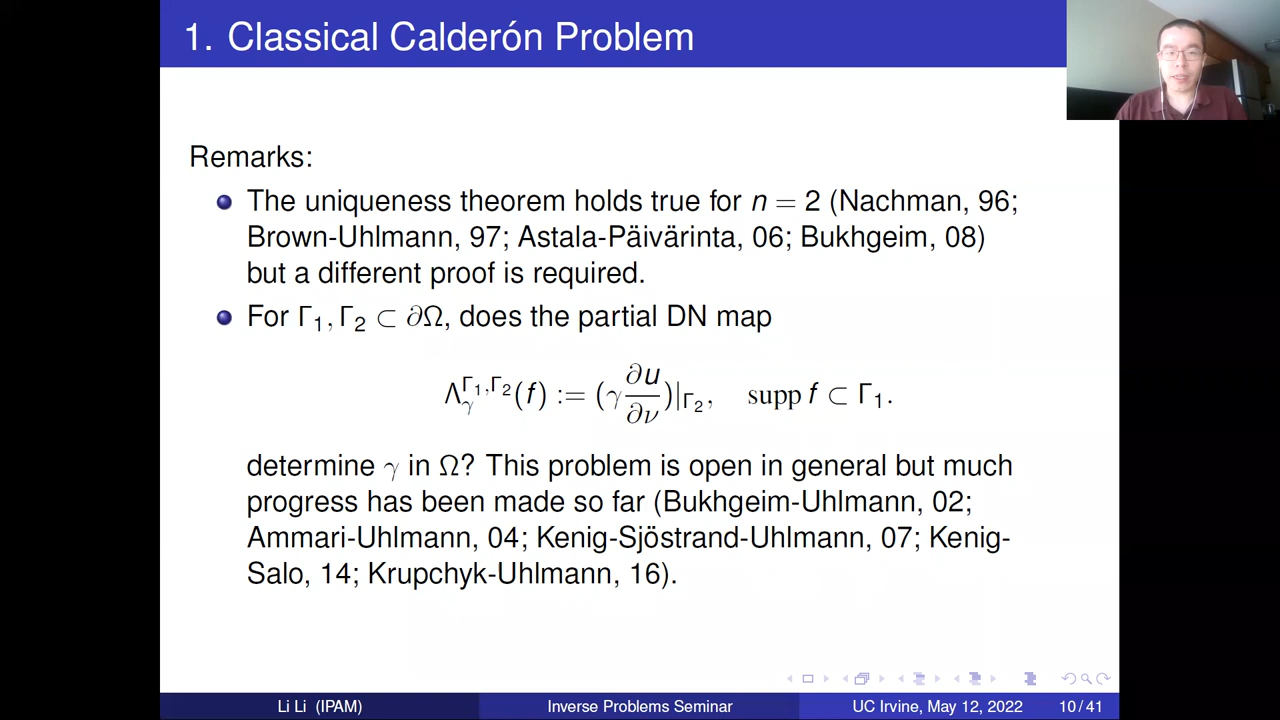 1. Classical Calderón Problem
Remarks:
The uniqueness theorem holds true for n = 2 (Nachman, 96;
Brown-Uhlmann, 97; Astala-Päivärinta, 06; Bukhgeim, 08)
but a different proof is required.
For Γ₁, Γ₂ ⊂ ∂Ω, does the partial DN map
Λ_γ^{Γ₁,Γ₂}(f) := (γ ∂u/∂ν)|_{Γ₂}, supp f ⊂ Γ₁.
determine γ in Ω? This problem is open in general but much
progress has been made so far (Bukhgeim-Uhlmann, 02;
Ammari-Uhlmann, 04; Kenig-Sjöstrand-Uhlmann, 07; Kenig-
Salo, 14; Krupchyk-Uhlmann, 16).
Li Li (IPAM) Inverse Problems Seminar UC Irvine, May 12, 2022 10/41